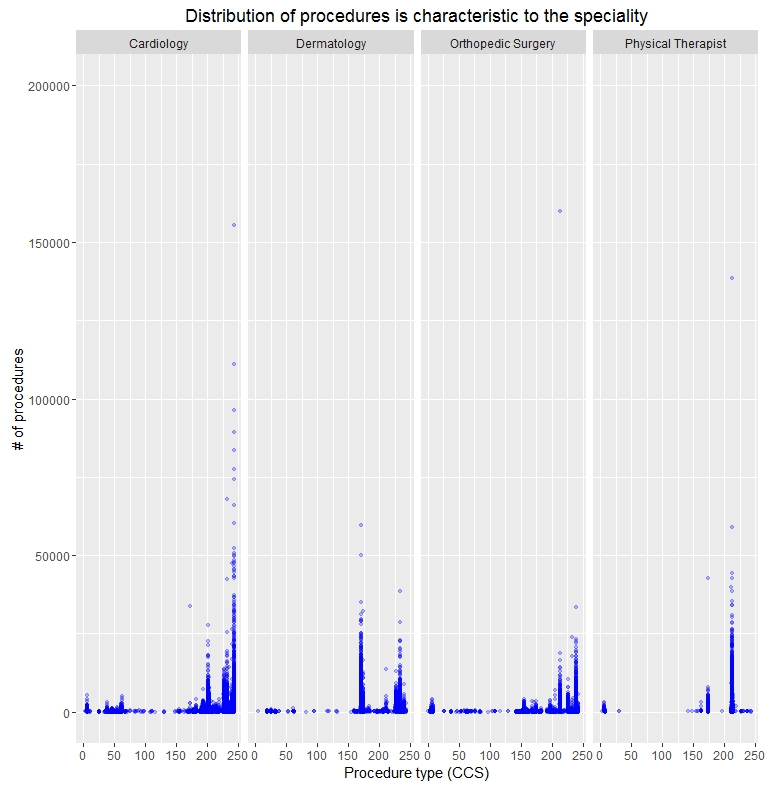 Distribution of procedures is characteristic to the speciality
Cardiology Dermatology Orthopedic Surgery Physical Therapist
200000
150000
# of procedures
100000
50000
0
0 50 100 150 200 250 0 50 100 150 200 250 0 50 100 150 200 250 0 50 100 150 200 250
Procedure type (CCS)